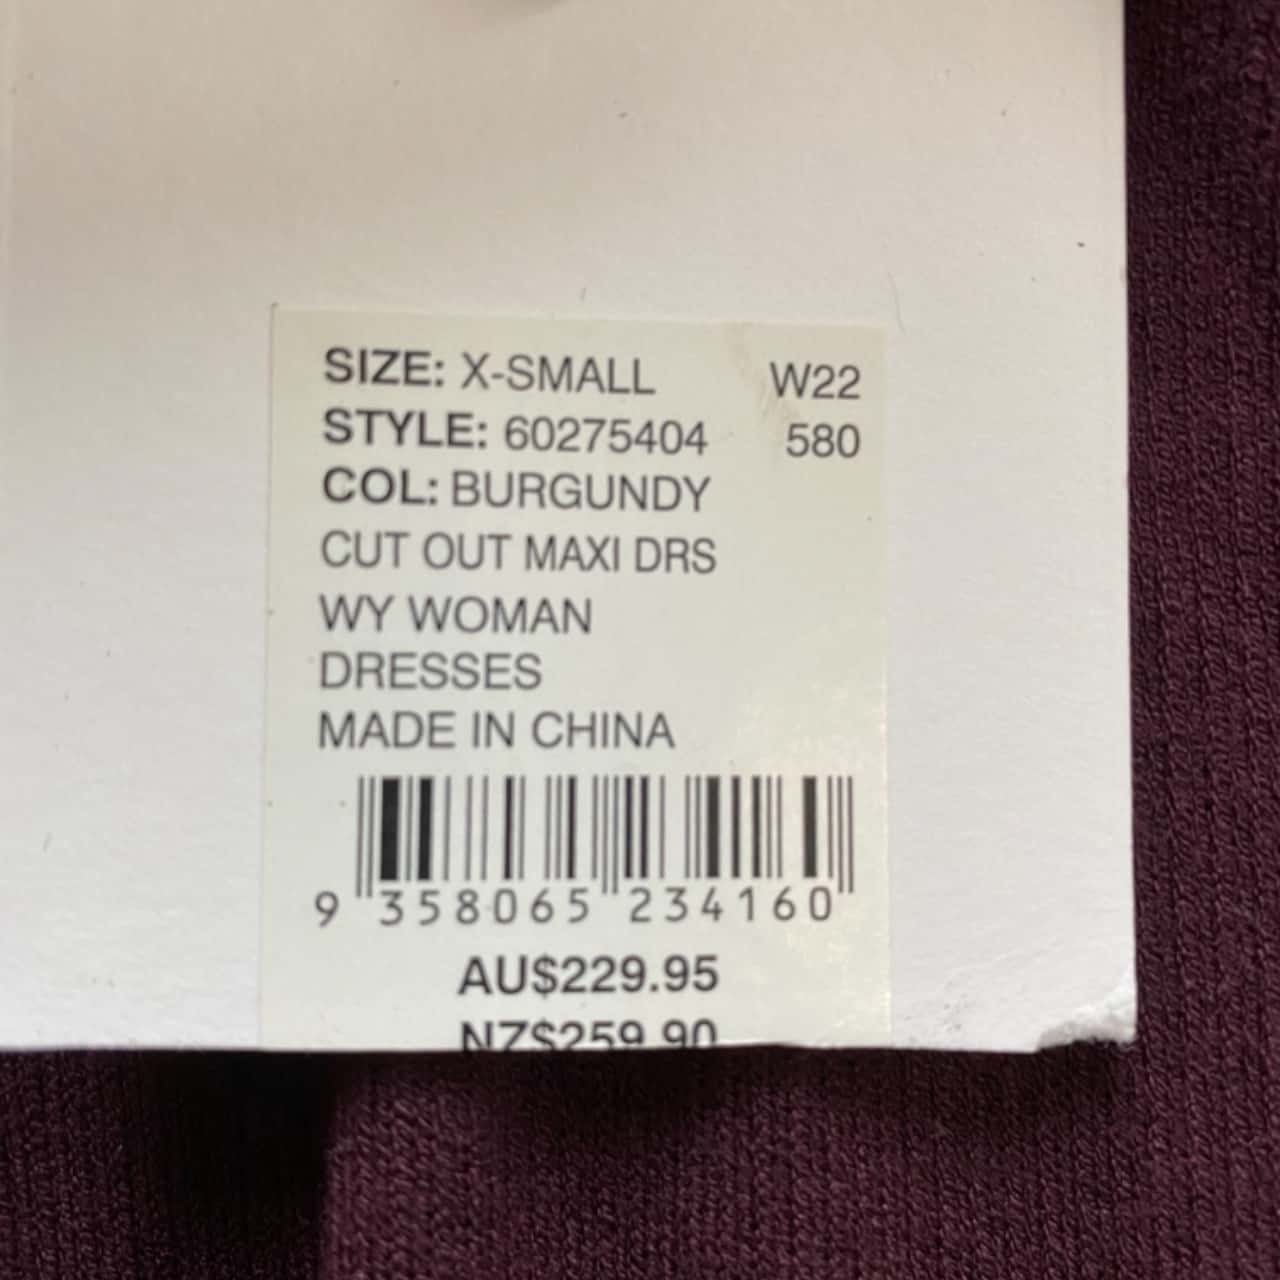 SIZE: X-SMALL W22
STYLE: 60275404 580
COL: BURGUNDY
CUT OUT MAXI DRS
WY WOMAN
DRESSES
MADE IN CHINA
9 358065 234160
AU$229.95
NZ$259.90